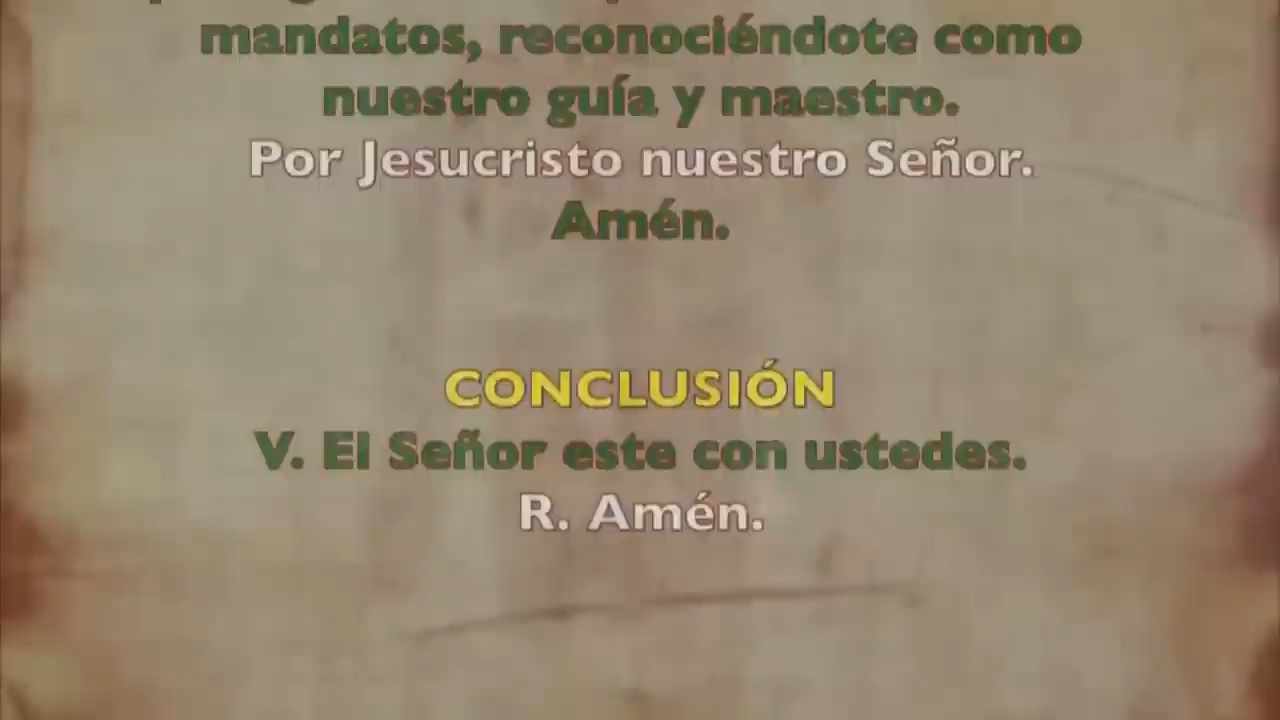 mandatos, reconociéndote como
nuestro guía y maestro.
Por Jesucristo nuestro Señor.
Amén.
CONCLUSIÓN
V. El Señor este con ustedes.
R. Amén.